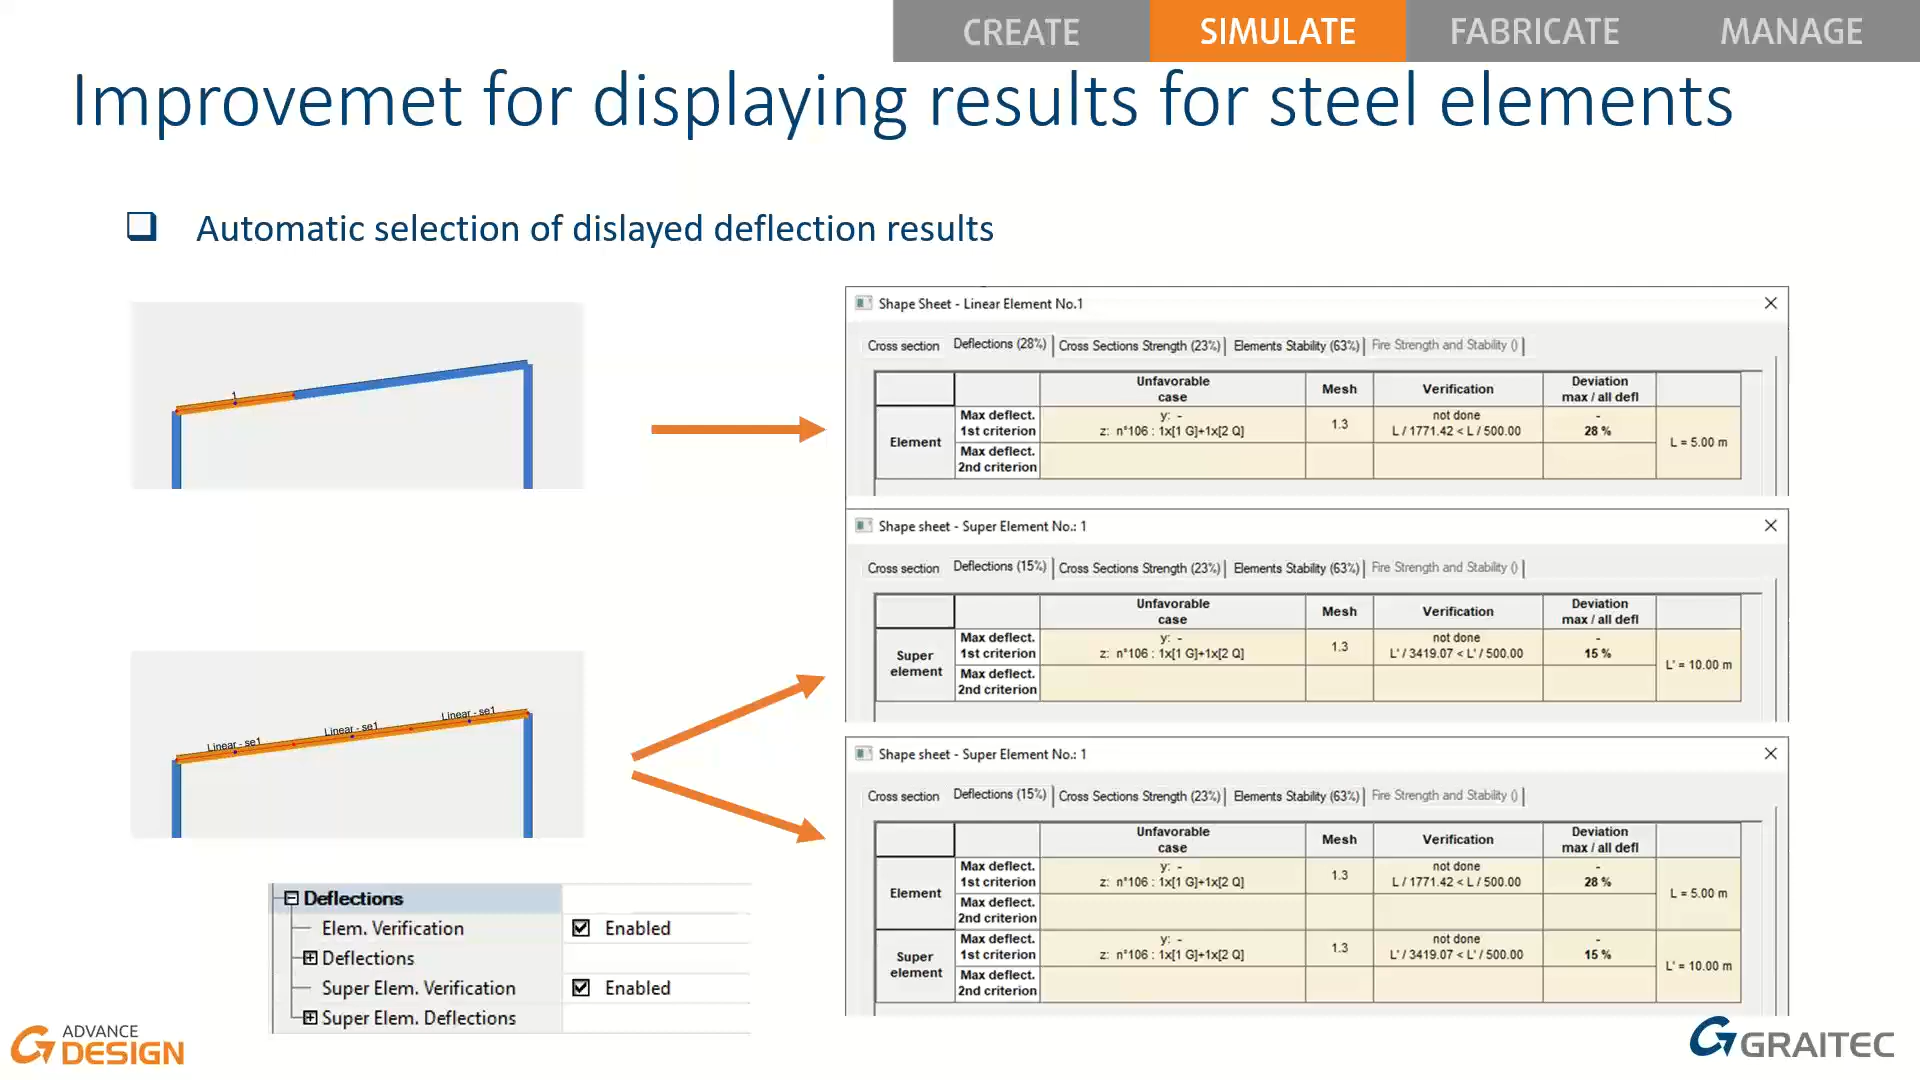 CREATE SIMULATE FABRICATE MANAGE
Improvemet for displaying results for steel elements
❑ Automatic selection of dislayed deflection results
1
Linear - se1 Linear - se1 Linear - se1
Deflections
Elem. Verification Enabled
Deflections
Super Elem. Verification Enabled
Super Elem. Deflections
Shape Sheet - Linear Element No.1
Cross section Deflections (28%) Cross Sections Strength (23%) Elements Stability (63%) Fire Strength and Stability ()
Unfavorable case Mesh Verification Deviation max / all defl
Element
Max deflect. 1st criterion
y: -
z: n°106 : 1x[1 G]+1x[2 Q]
1.3
not done
L / 1771.42 < L / 500.00
-
28 %
L = 5.00 m
Max deflect. 2nd criterion
Shape sheet - Super Element No.: 1
Cross section Deflections (15%) Cross Sections Strength (23%) Elements Stability (63%) Fire Strength and Stability ()
Unfavorable case Mesh Verification Deviation max / all defl
Super element
Max deflect. 1st criterion
y: -
z: n°106 : 1x[1 G]+1x[2 Q]
1.3
not done
L' / 3419.07 < L' / 500.00
-
15 %
L' = 10.00 m
Max deflect. 2nd criterion
Shape sheet - Super Element No.: 1
Cross section Deflections (15%) Cross Sections Strength (23%) Elements Stability (63%) Fire Strength and Stability ()
Unfavorable case Mesh Verification Deviation max / all defl
Element
Max deflect. 1st criterion
y: -
z: n°106 : 1x[1 G]+1x[2 Q]
1.3
not done
L / 1771.42 < L / 500.00
-
28 %
L = 5.00 m
Max deflect. 2nd criterion
Super element
Max deflect. 1st criterion
y: -
z: n°106 : 1x[1 G]+1x[2 Q]
1.3
not done
L' / 3419.07 < L' / 500.00
-
15 %
L' = 10.00 m
Max deflect. 2nd criterion
ADVANCE
DESIGN
GRAITEC